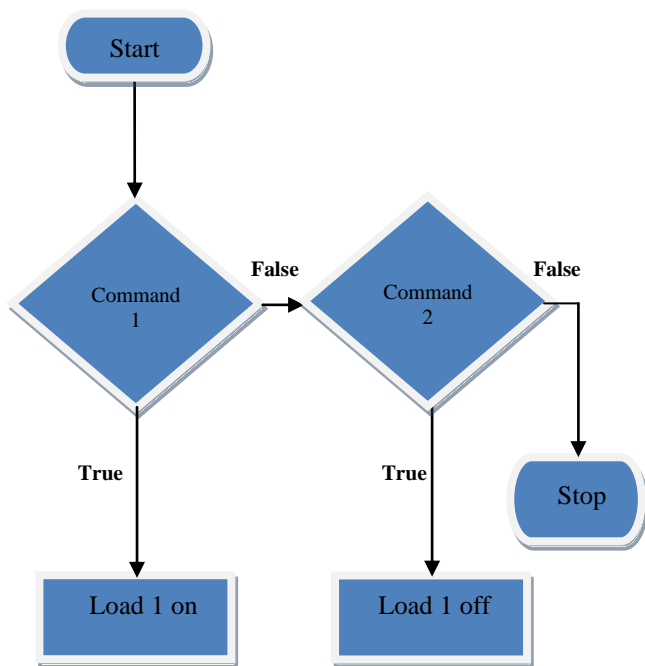 Start
Command
1
False
Command
2
False
True
True
Stop
Load 1 on
Load 1 off